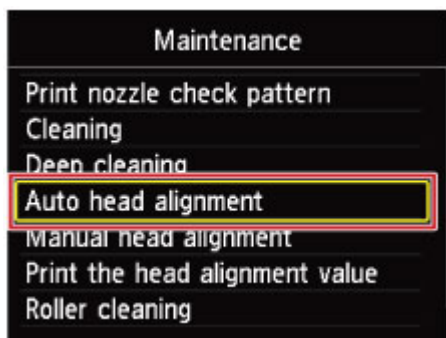 Maintenance
Print nozzle check pattern
Cleaning
Deep cleaning
Auto head alignment
Manual head alignment
Print the head alignment value
Roller cleaning